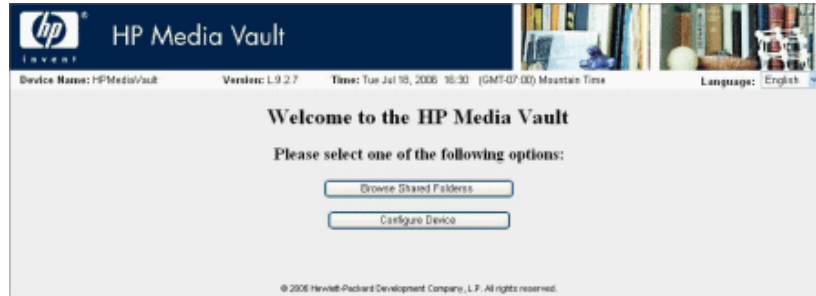 hp
HP Media Vault
invent
Device Name: HPMediaVault Version: L.9.2.7 Time: Tue Jul 18, 2006 16:30 (GMT-07:00) Mountain Time Language: English
Welcome to the HP Media Vault
Please select one of the following options:
Browse Shared Folderss
Configure Device
© 2006 Hewlett-Packard Development Company, L.P. All rights reserved.